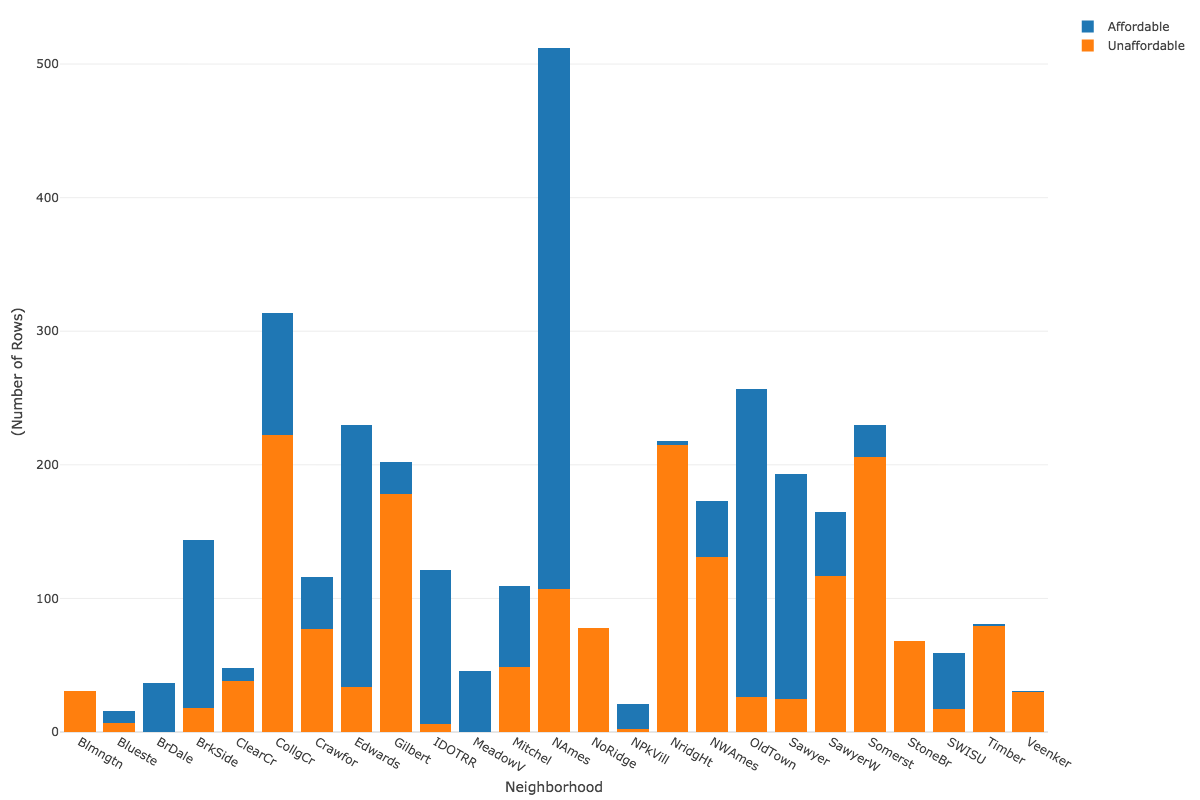 Affordable
Unaffordable
500
400
300
200
100
0
(Number of Rows)
Blmngtn
Blueste
BrDale
BrkSide
ClearCr
CollgCr
Crawfor
Edwards
Gilbert
IDOTRR
MeadowV
Mitchel
NAmes
NoRidge
NPkVill
NridgHt
NWAmes
OldTown
Sawyer
SawyerW
Somerst
StoneBr
SWISU
Timber
Veenker
Neighborhood